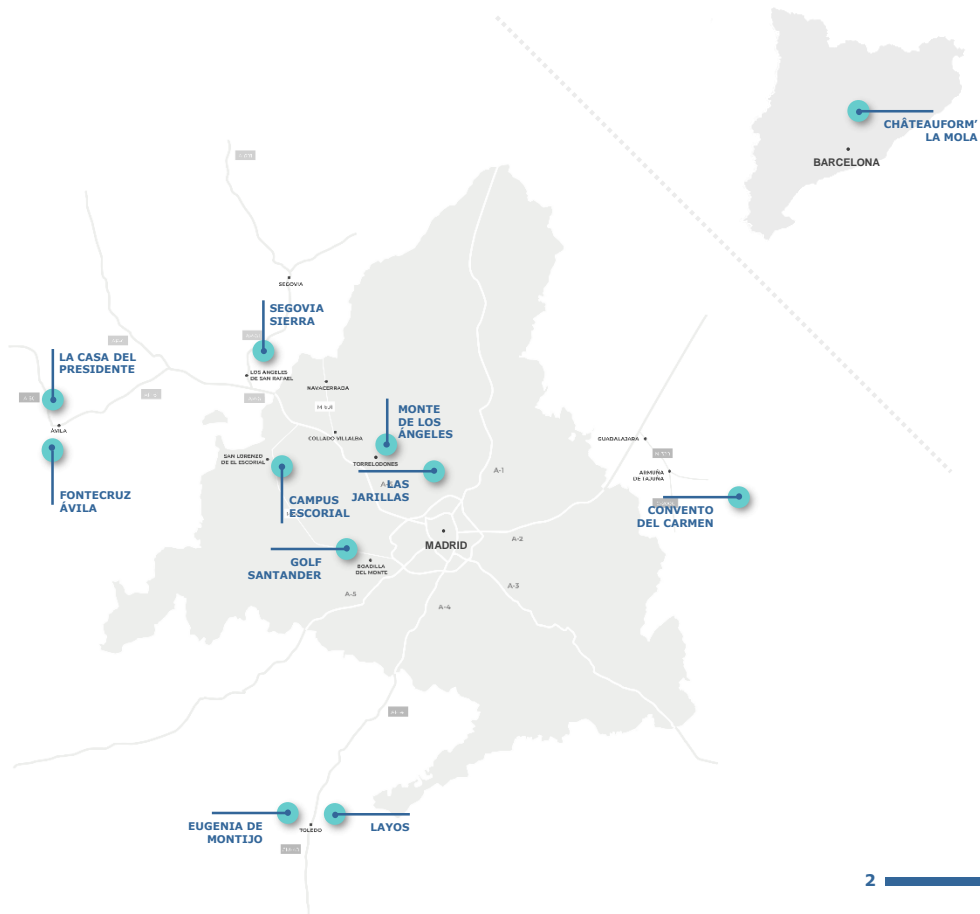 CHÂTEAUFORM’
LA MOLA
BARCELONA
SEGOVIA
SEGOVIA
SIERRA
LA CASA DEL
PRESIDENTE
LOS ÁNGELES
DE SAN RAFAEL
NAVACERRADA
MONTE
DE LOS
ÁNGELES
ÁVILA
COLLADO VILLALBA
GUADALAJARA
SAN LORENZO
DE EL ESCORIAL
TORRELODONES
A-1
ARMUÑA
DE TAJUÑA
LAS
JARILLAS
FONTECRUZ
ÁVILA
CAMPUS
ESCORIAL
CONVENTO
DEL CARMEN
MADRID
A-2
GOLF
SANTANDER
BOADILLA
DEL MONTE
A-3
A-5
A-4
EUGENIA DE
MONTIJO
TOLEDO
LAYOS
2